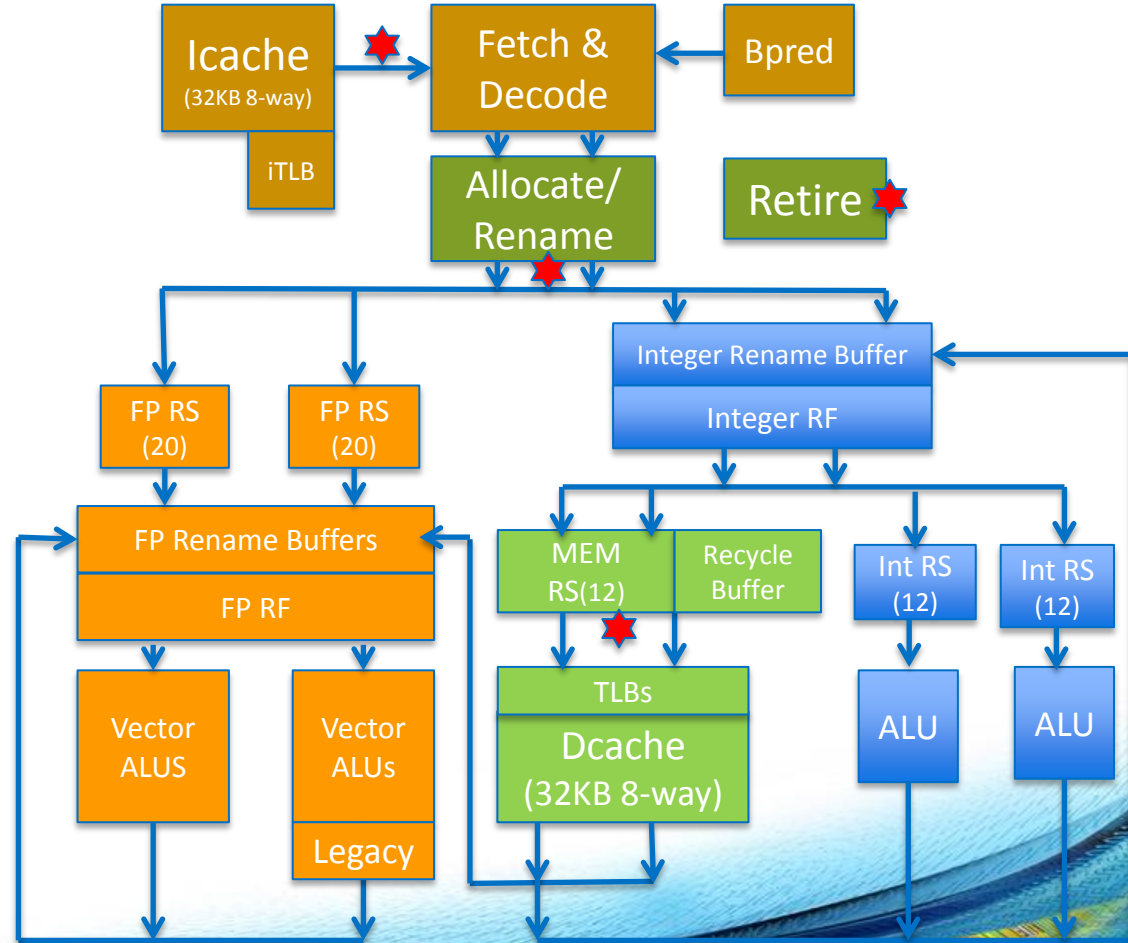 Icache
(32KB 8-way)
iTLB
Fetch &
Decode
Bpred
Allocate/
Rename
Retire
Integer Rename Buffer
Integer RF
FP RS
(20)
FP RS
(20)
FP Rename Buffers
FP RF
MEM
RS(12)
Recycle
Buffer
Int RS
(12)
Int RS
(12)
Vector
ALUS
Vector
ALUs
Legacy
TLBs
Dcache
(32KB 8-way)
ALU
ALU